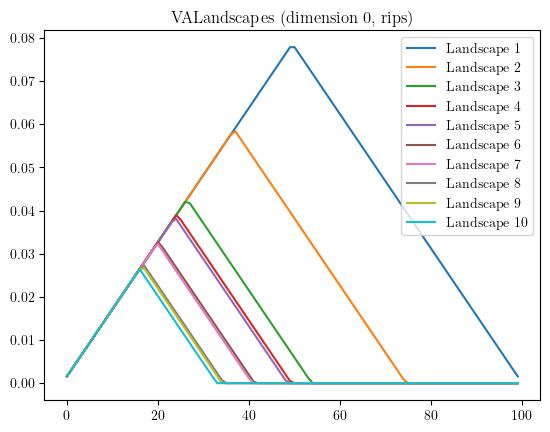 VALandscapes (dimension 0, rips)
0.08
0.07
0.06
0.05
0.04
0.03
0.02
0.01
0.00
0 20 40 60 80 100
Landscape 1
Landscape 2
Landscape 3
Landscape 4
Landscape 5
Landscape 6
Landscape 7
Landscape 8
Landscape 9
Landscape 10